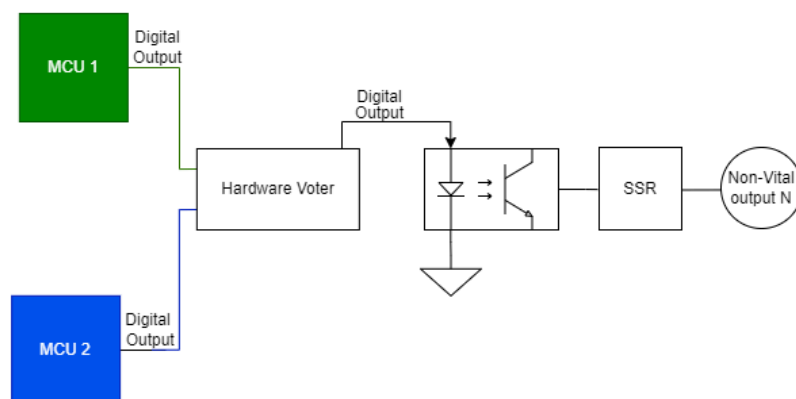 MCU 1
Digital
Output
Digital
Output
Hardware Voter
SSR
Non-Vital
output N
Digital
Output
MCU 2